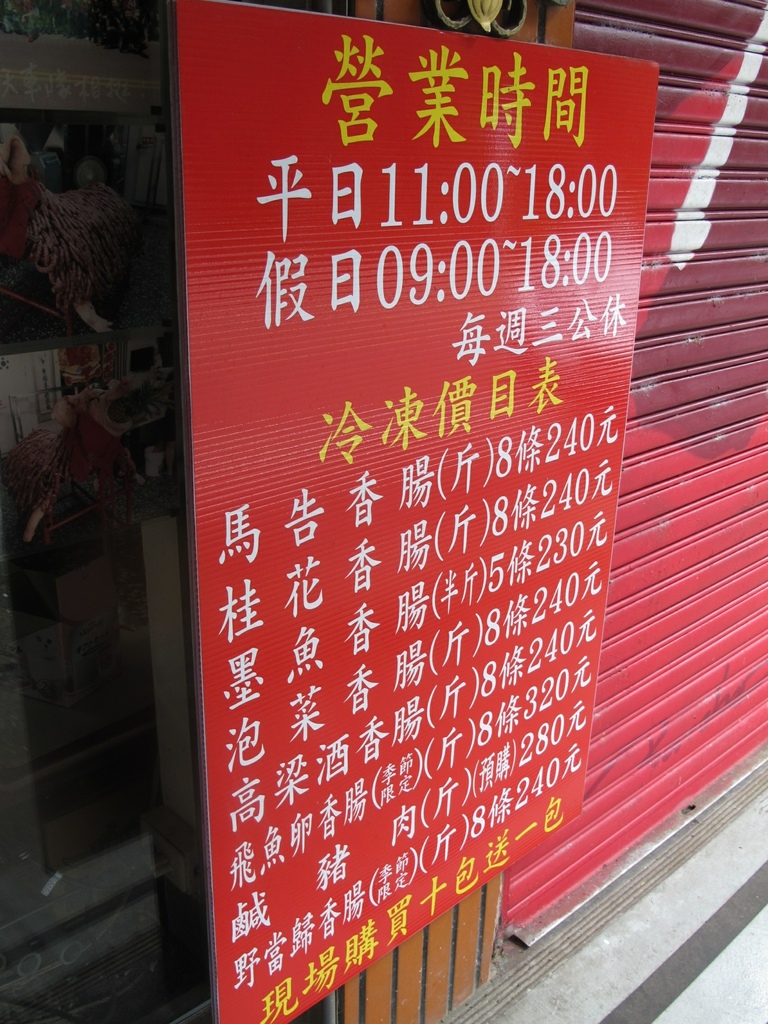 營業時間
平日11:00~18:00
假日09:00~18:00
每週三公休
冷凍價目表
馬告香腸(斤)8條240元
桂花香腸(斤)8條240元
墨魚香腸(半斤)5條230元
泡菜香腸(斤)8條240元
高梁酒香腸(斤)8條240元
飛魚卵香腸(季節限定)(斤)8條320元
鹹豬肉(斤)(預購)280元
野當歸香腸(季節限定)(斤)8條240元
現場購買十包送一包